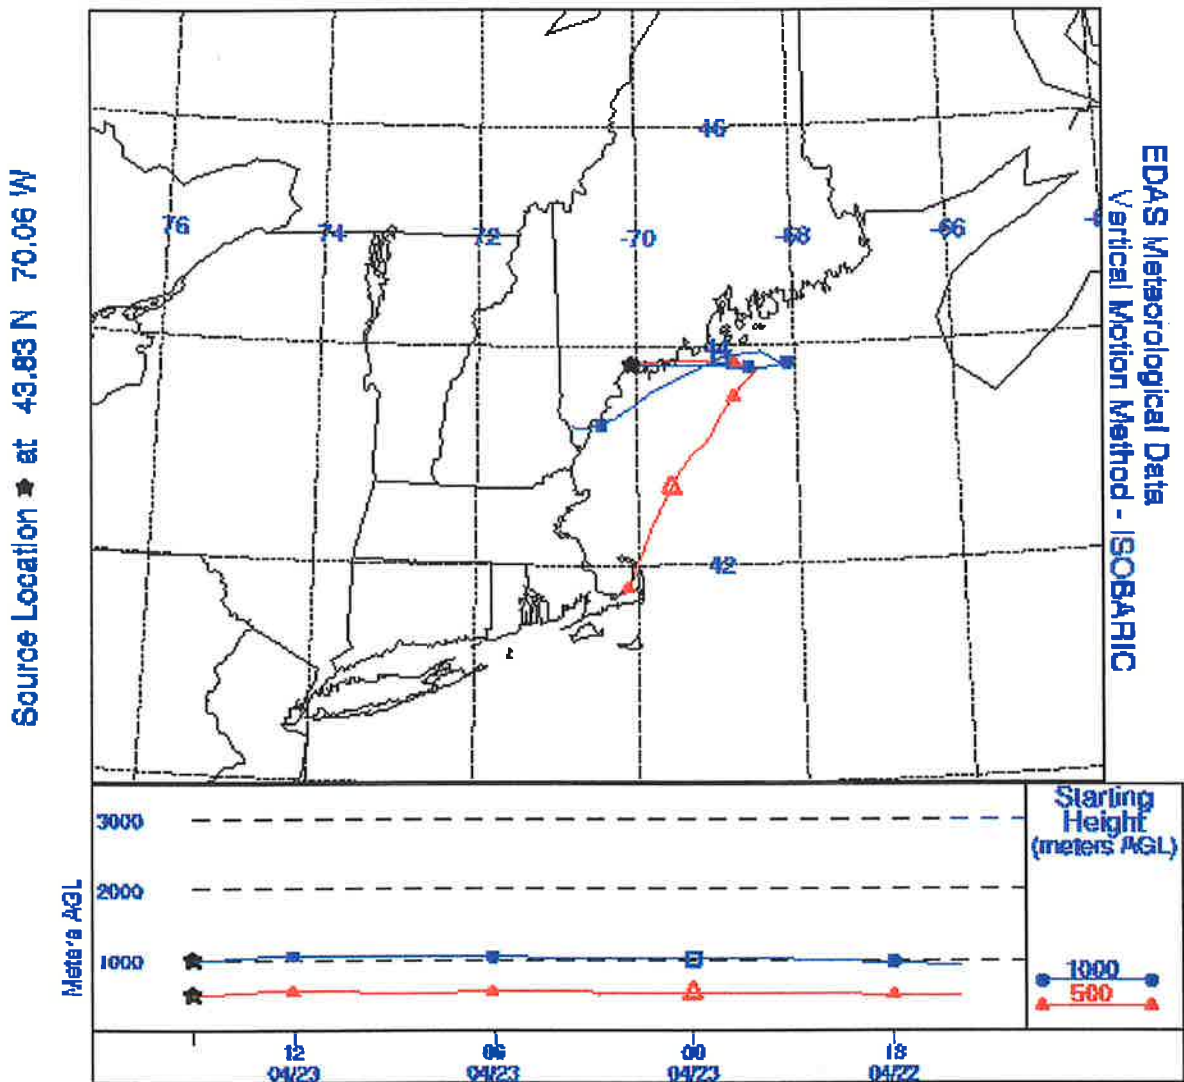 Source Location ★ at 43.83 N 70.06 W
EDAS Meteorological Data
Vertical Motion Method - ISOBARIC
46
-76
-74
-72
-70
-68
-66
44
42
Meters AGL
3000
2000
1000
Starting
Height
(meters AGL)
1000
500
12 06 00 18
04/23 04/23 04/23 04/22